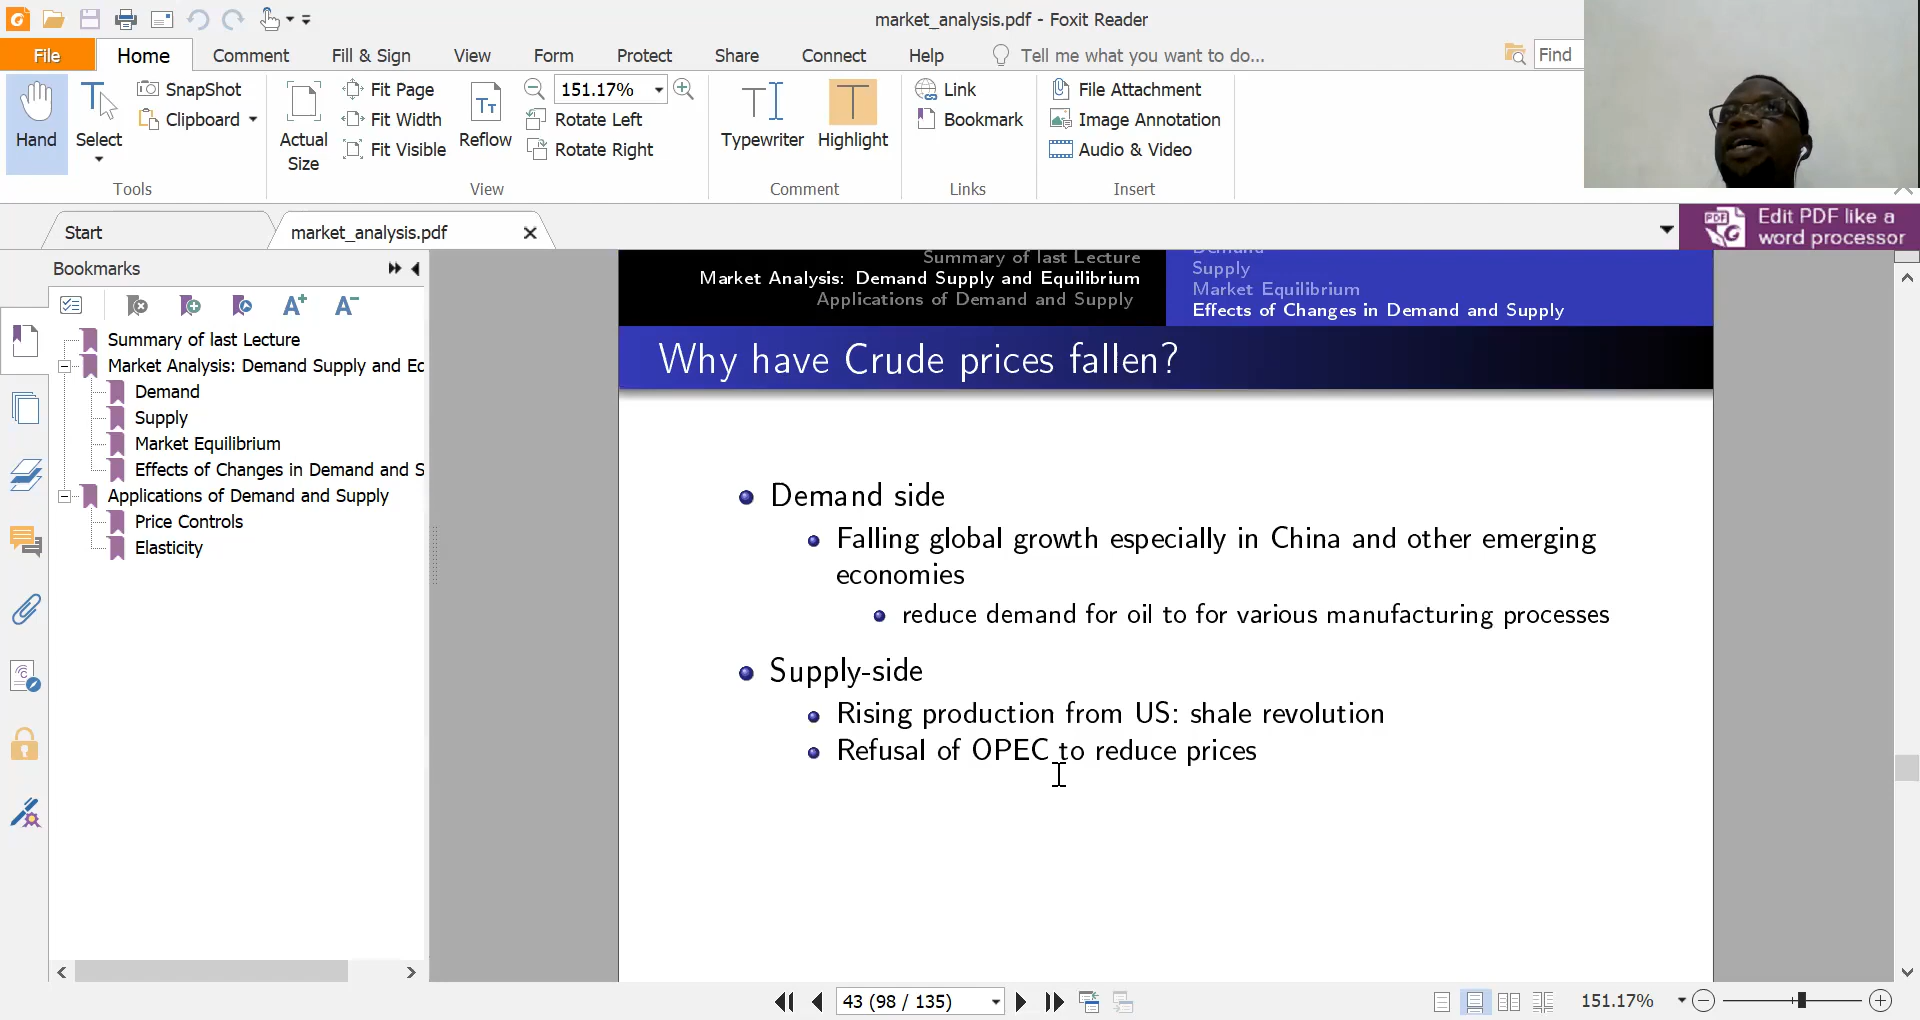 market_analysis.pdf - Foxit Reader
File Home Comment Fill & Sign View Form Protect Share Connect Help Tell me what you want to do... Find
Hand
Select
SnapShot
Clipboard
Tools
Actual Size
Fit Page
Fit Width
Fit Visible
Reflow
151.17%
Rotate Left
Rotate Right
View
Typewriter
Highlight
Comment
Link
Bookmark
Links
File Attachment
Image Annotation
Audio & Video
Insert
Start
market_analysis.pdf
Edit PDF like a
word processor
Bookmarks
Summary of last Lecture
Market Analysis: Demand Supply and Ec
Demand
Supply
Market Equilibrium
Effects of Changes in Demand and S
Applications of Demand and Supply
Price Controls
Elasticity
Summary of last Lecture
Market Analysis: Demand Supply and Equilibrium
Applications of Demand and Supply
Demand
Supply
Market Equilibrium
Effects of Changes in Demand and Supply
Why have Crude prices fallen?
Demand side
Falling global growth especially in China and other emerging
economies
reduce demand for oil to for various manufacturing processes
Supply-side
Rising production from US: shale revolution
Refusal of OPEC to reduce prices
43 (98 / 135)
151.17%